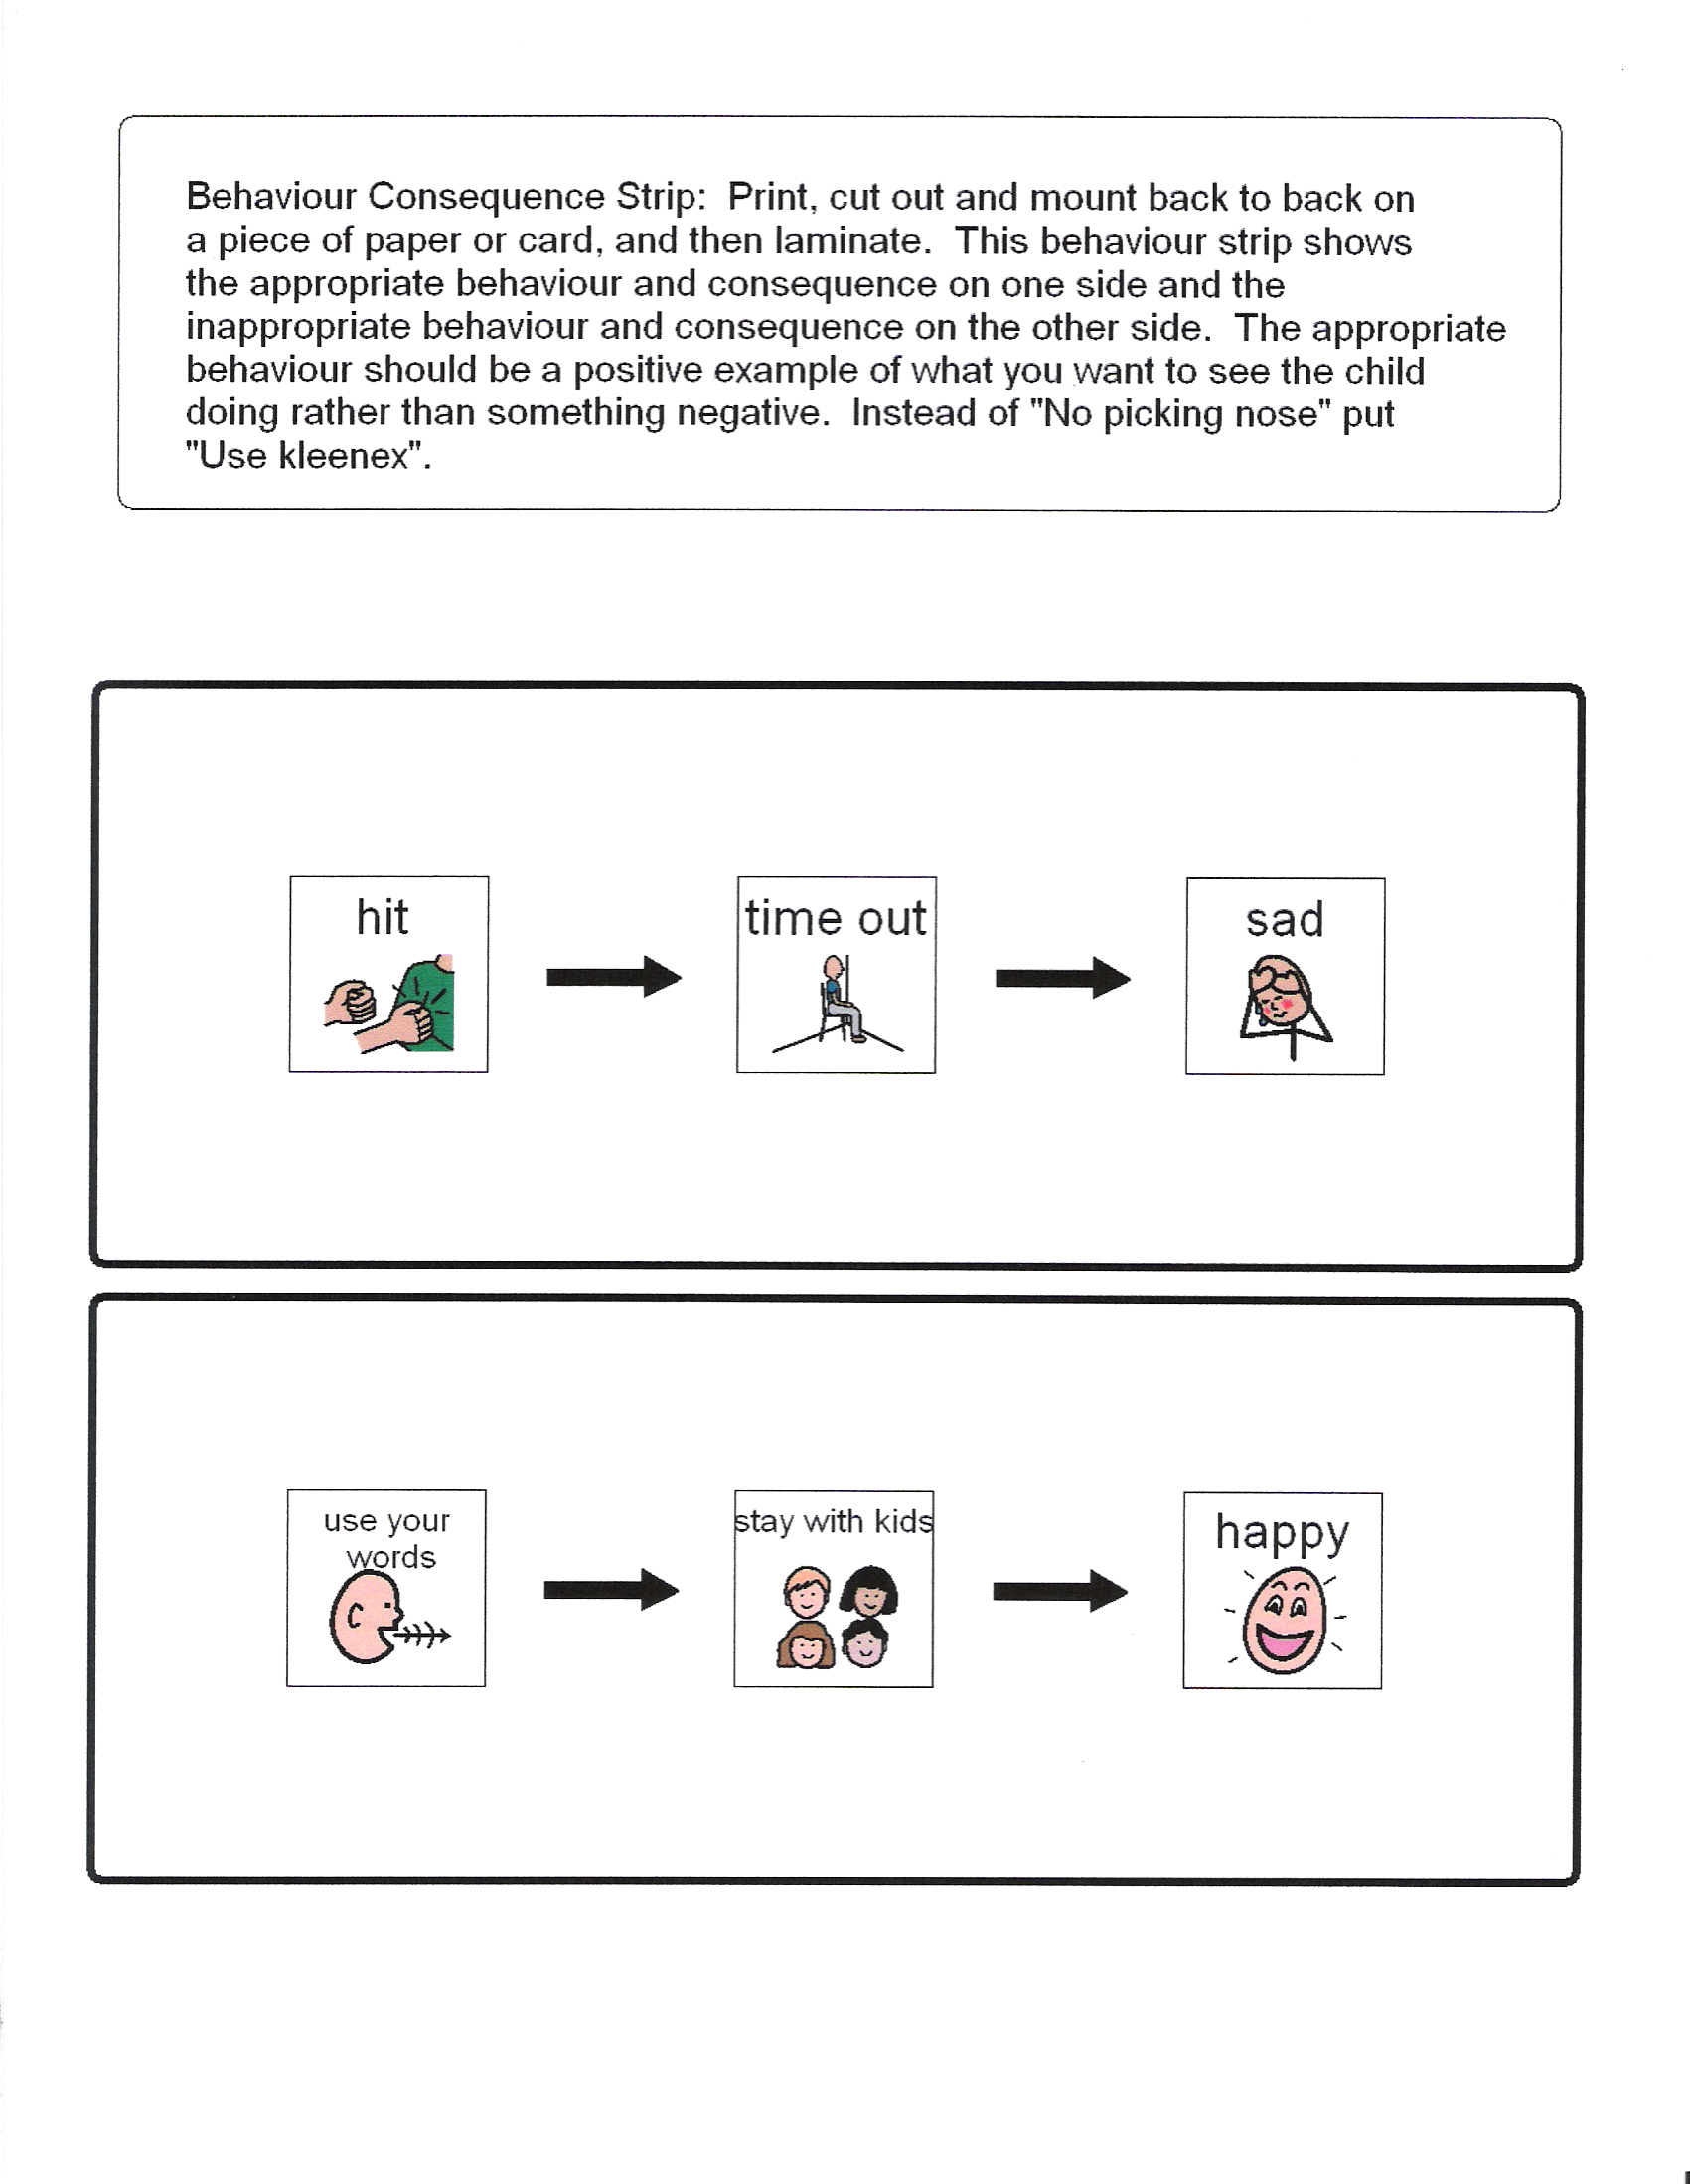 Behaviour Consequence Strip:  Print, cut out and mount back to back on
a piece of paper or card, and then laminate.  This behaviour strip shows
the appropriate behaviour and consequence on one side and the
inappropriate behaviour and consequence on the other side.  The appropriate
behaviour should be a positive example of what you want to see the child
doing rather than something negative.  Instead of "No picking nose" put
"Use kleenex".
hit
time out
sad
use your
words
stay with kids
happy